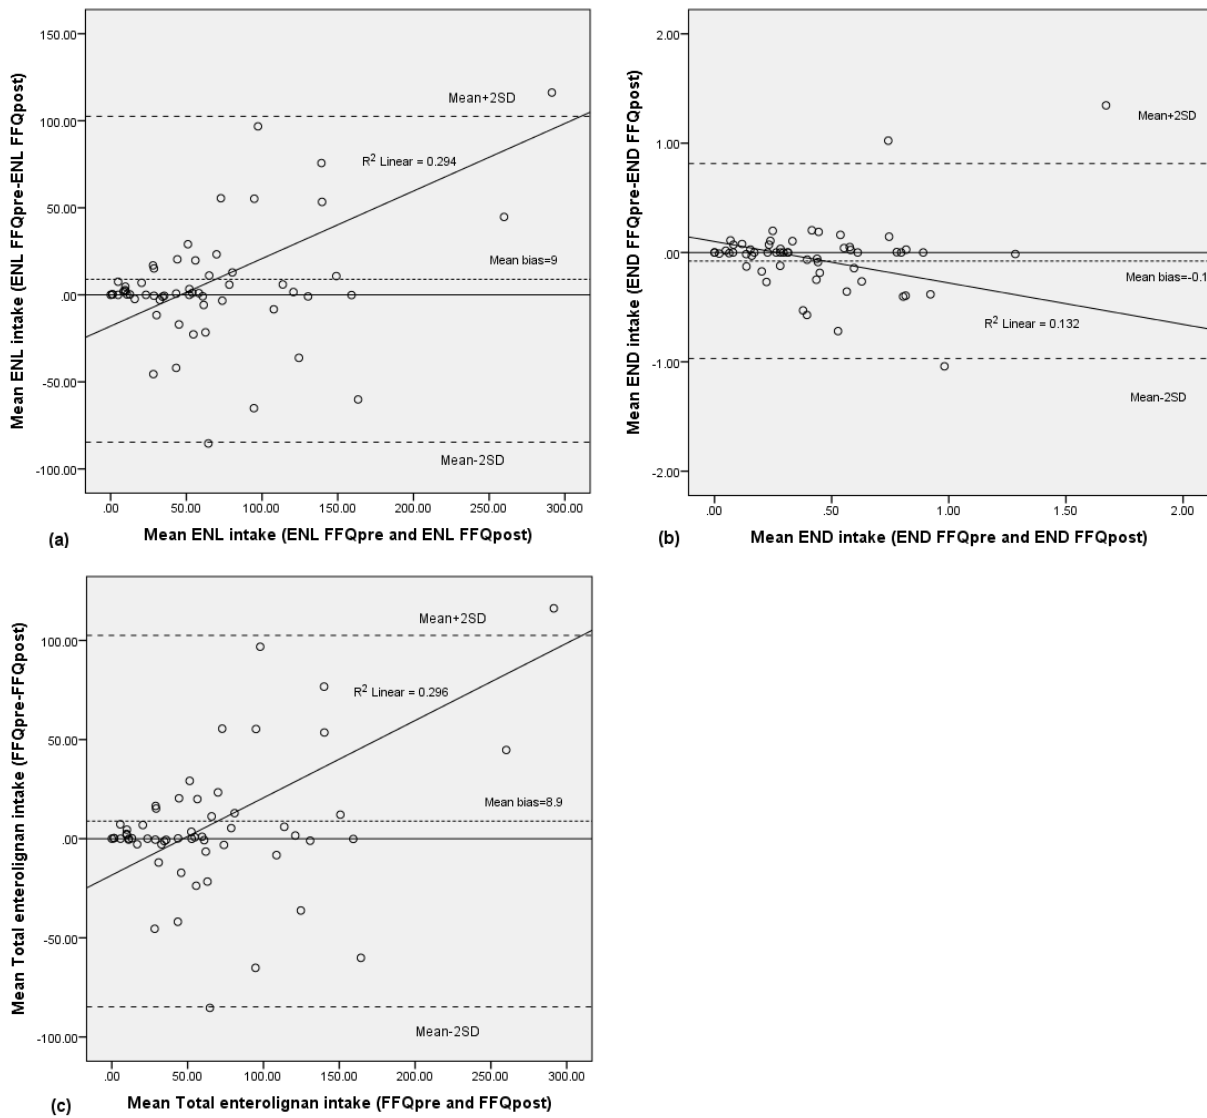 150.00
100.00
50.00
.00
-50.00
-100.00
Mean ENL intake (ENL FFQpre-ENL FFQpost)
Mean+2SD
R2 Linear = 0.294
Mean bias=9
Mean-2SD
.00 50.00 100.00 150.00 200.00 250.00 300.00
(a) Mean ENL intake (ENL FFQpre and ENL FFQpost)
2.00
1.00
.00
-1.00
-2.00
Mean END intake (END FFQpre-END FFQpost)
Mean+2SD
Mean bias=-0.1
R2 Linear = 0.132
Mean-2SD
.00 .50 1.00 1.50 2.00
(b) Mean END intake (END FFQpre and END FFQpost)
100.00
50.00
.00
-50.00
-100.00
Mean Total enterolignan intake (FFQpre-FFQpost)
Mean+2SD
R2 Linear = 0.296
Mean bias=8.9
Mean-2SD
.00 50.00 100.00 150.00 200.00 250.00 300.00
(c) Mean Total enterolignan intake (FFQpre and FFQpost)